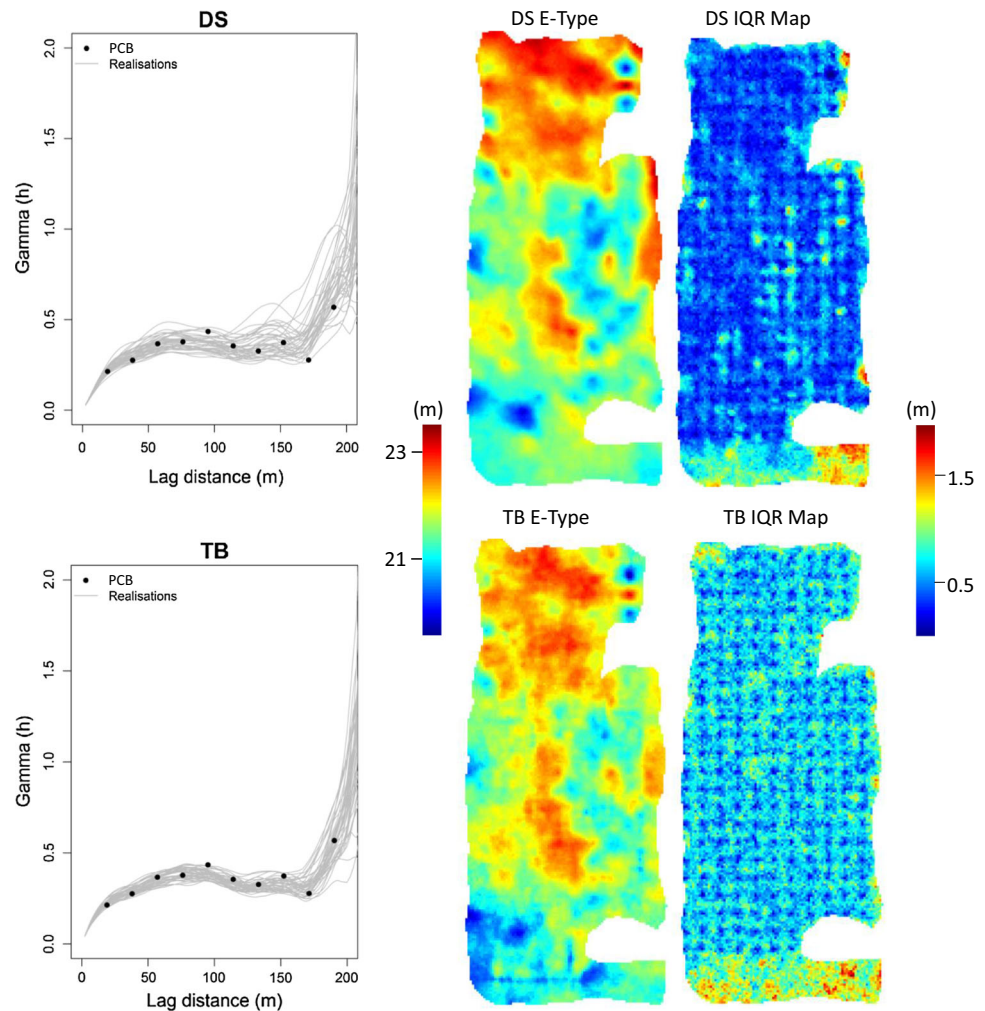 DS
PCB
Realisations
2.0
1.5
1.0
0.5
0.0
Gamma (h)
0 50 100 150 200
Lag distance (m)
DS E-Type
DS IQR Map
(m)
23
21
(m)
1.5
0.5
TB
PCB
Realisations
2.0
1.5
1.0
0.5
0.0
Gamma (h)
0 50 100 150 200
Lag distance (m)
TB E-Type
TB IQR Map